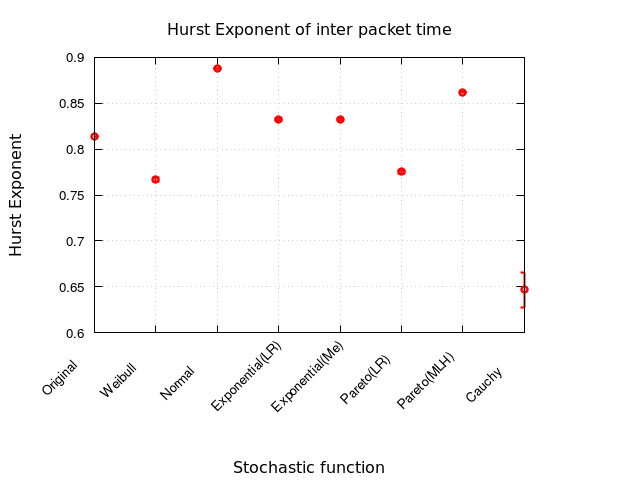 Hurst Exponent of inter packet time
0.9
0.85
0.8
0.75
0.7
0.65
0.6
Hurst Exponent
Original
Weibull
Normal
Exponential(LR)
Exponential(Me)
Pareto(LR)
Pareto(MLH)
Cauchy
Stochastic function